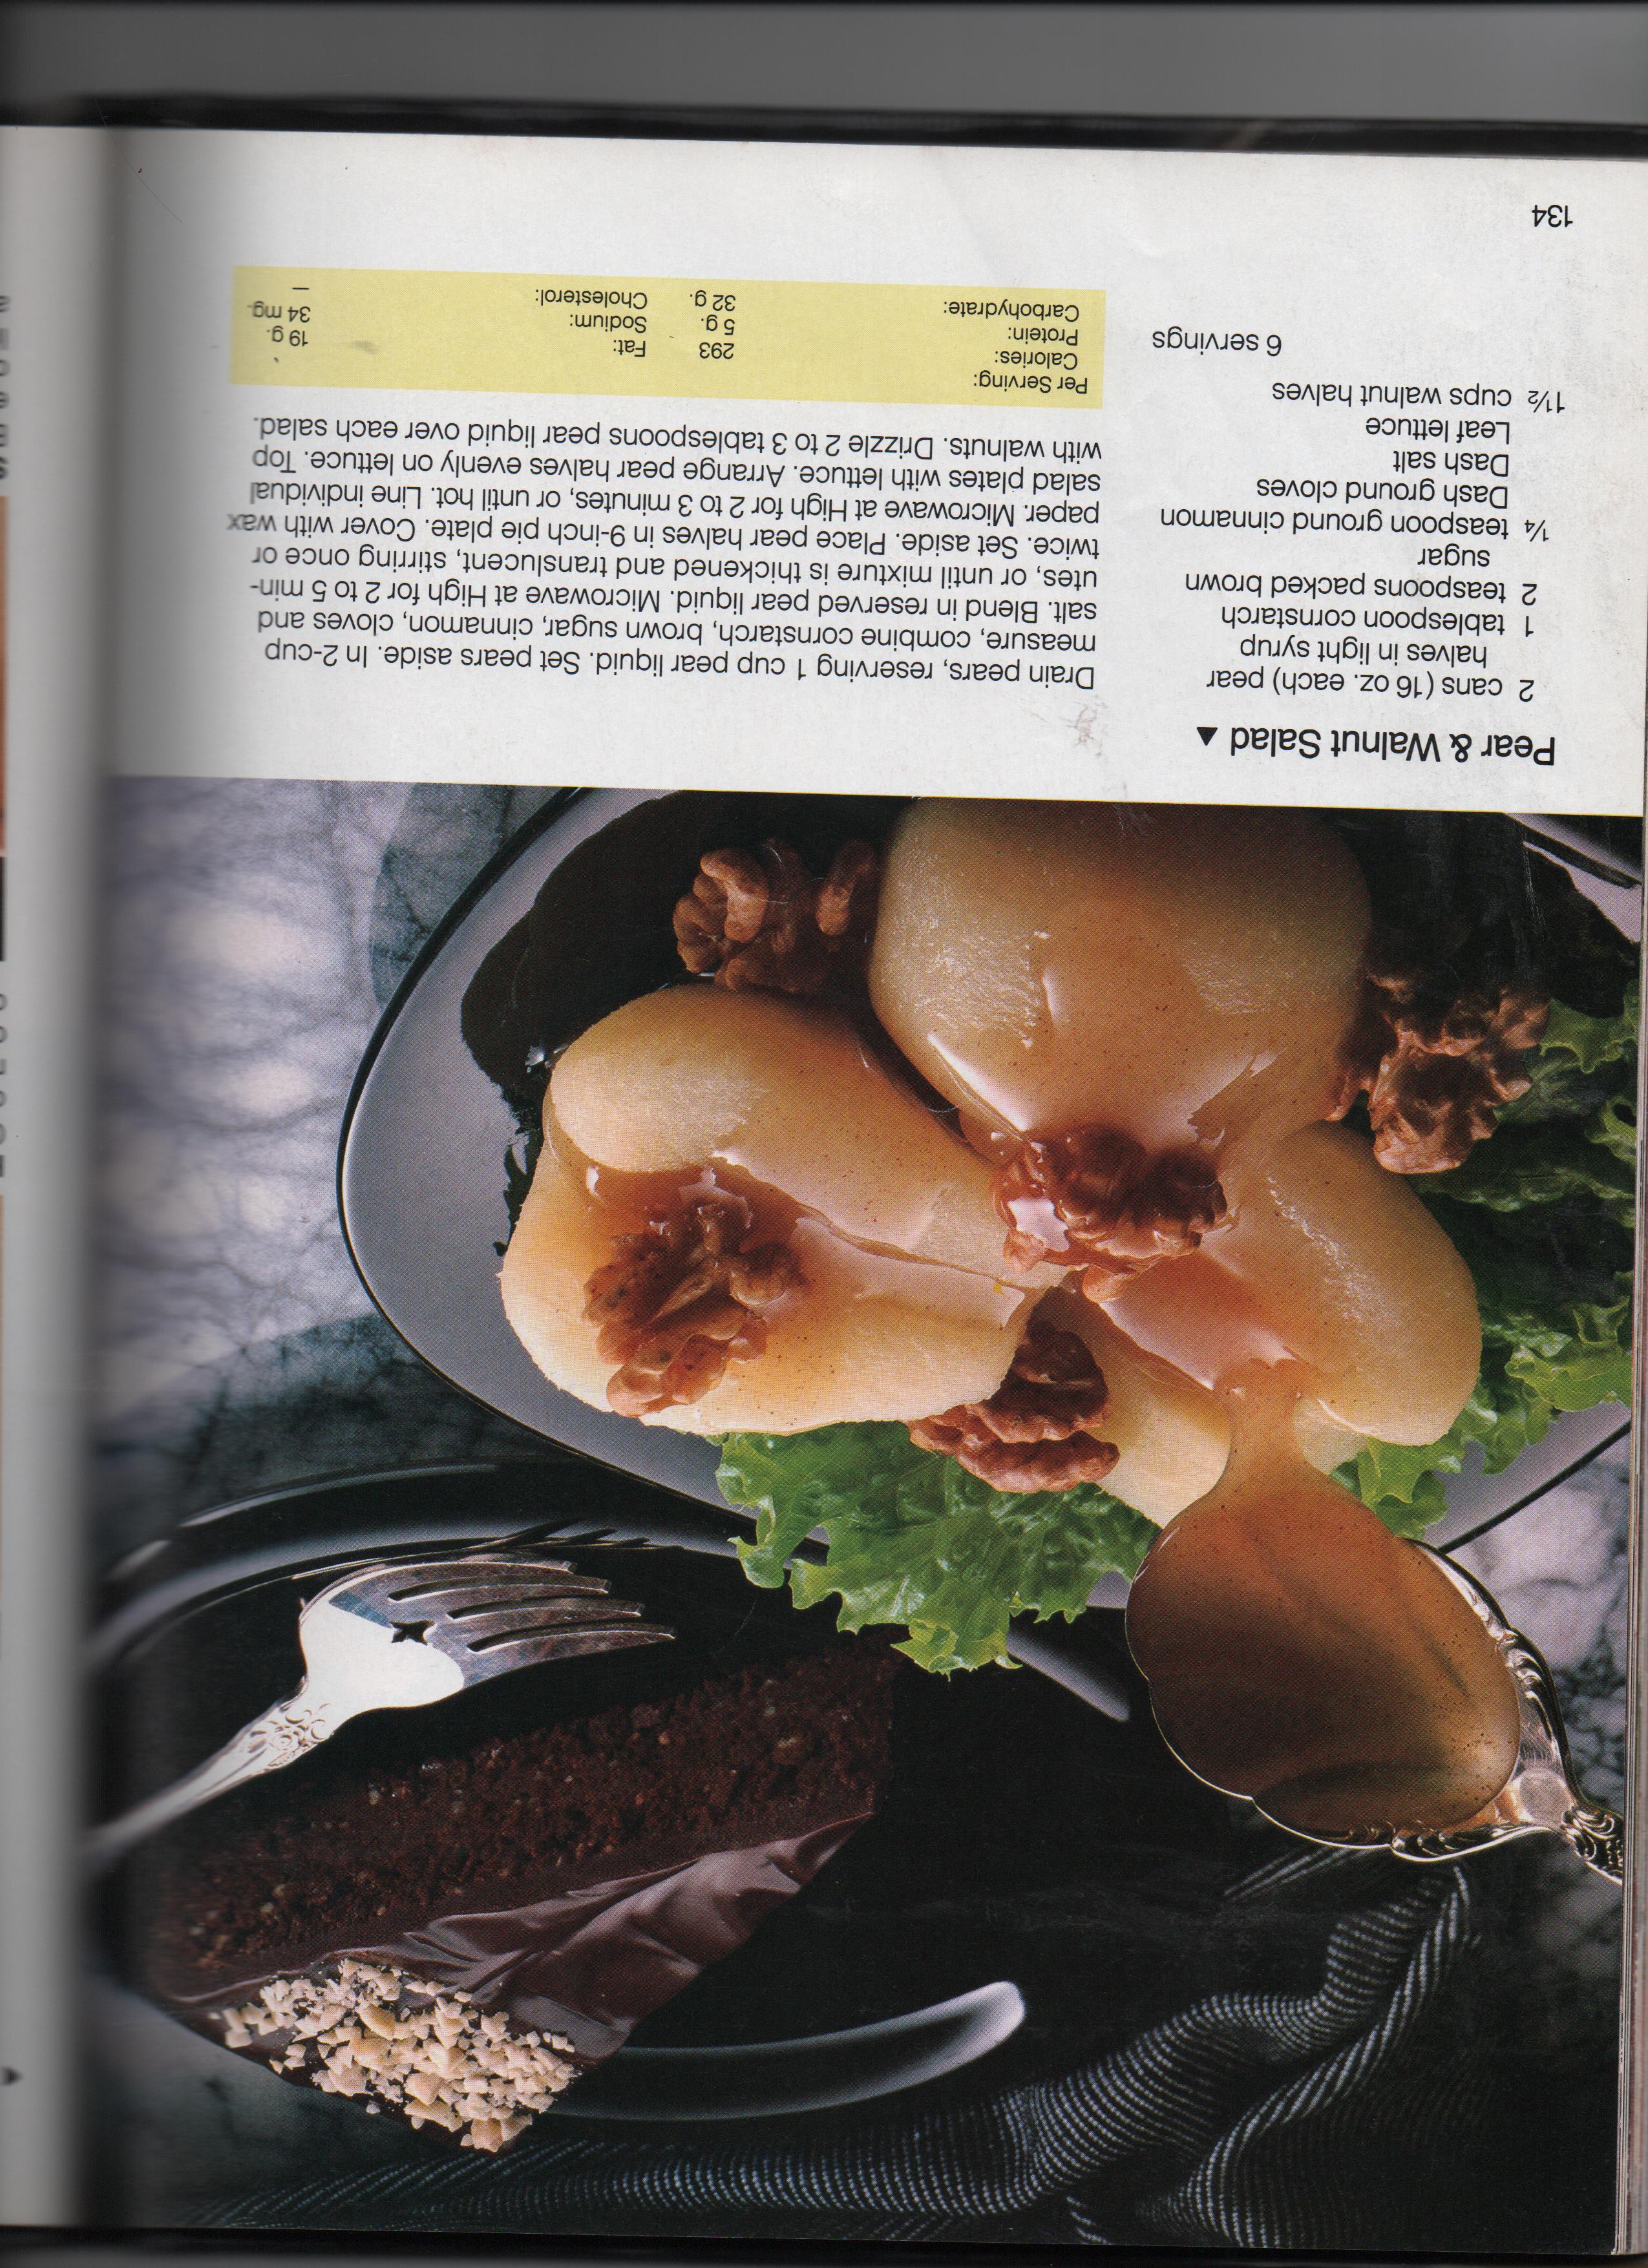 Pear & Walnut Salad ▲
2 cans (16 oz. each) pear
halves in light syrup
1 tablespoon cornstarch
2 teaspoons packed brown
sugar
¼ teaspoon ground cinnamon
Dash ground cloves
Dash salt
Leaf lettuce
1½ cups walnut halves
6 servings
Drain pears, reserving 1 cup pear liquid. Set pears aside. In 2-cup
measure, combine cornstarch, brown sugar, cinnamon, cloves and
salt. Blend in reserved pear liquid. Microwave at High for 2 to 5 min-
utes, or until mixture is thickened and translucent, stirring once or
twice. Set aside. Place pear halves in 9-inch pie plate. Cover with wax
paper. Microwave at High for 2 to 3 minutes, or until hot. Line individual
salad plates with lettuce. Arrange pear halves evenly on lettuce. Top
with walnuts. Drizzle 2 to 3 tablespoons pear liquid over each salad.
Per Serving:
Calories: 293 Fat: 19 g.
Protein: 5 g. Sodium: 34 mg.
Carbohydrate: 32 g. Cholesterol: —
134